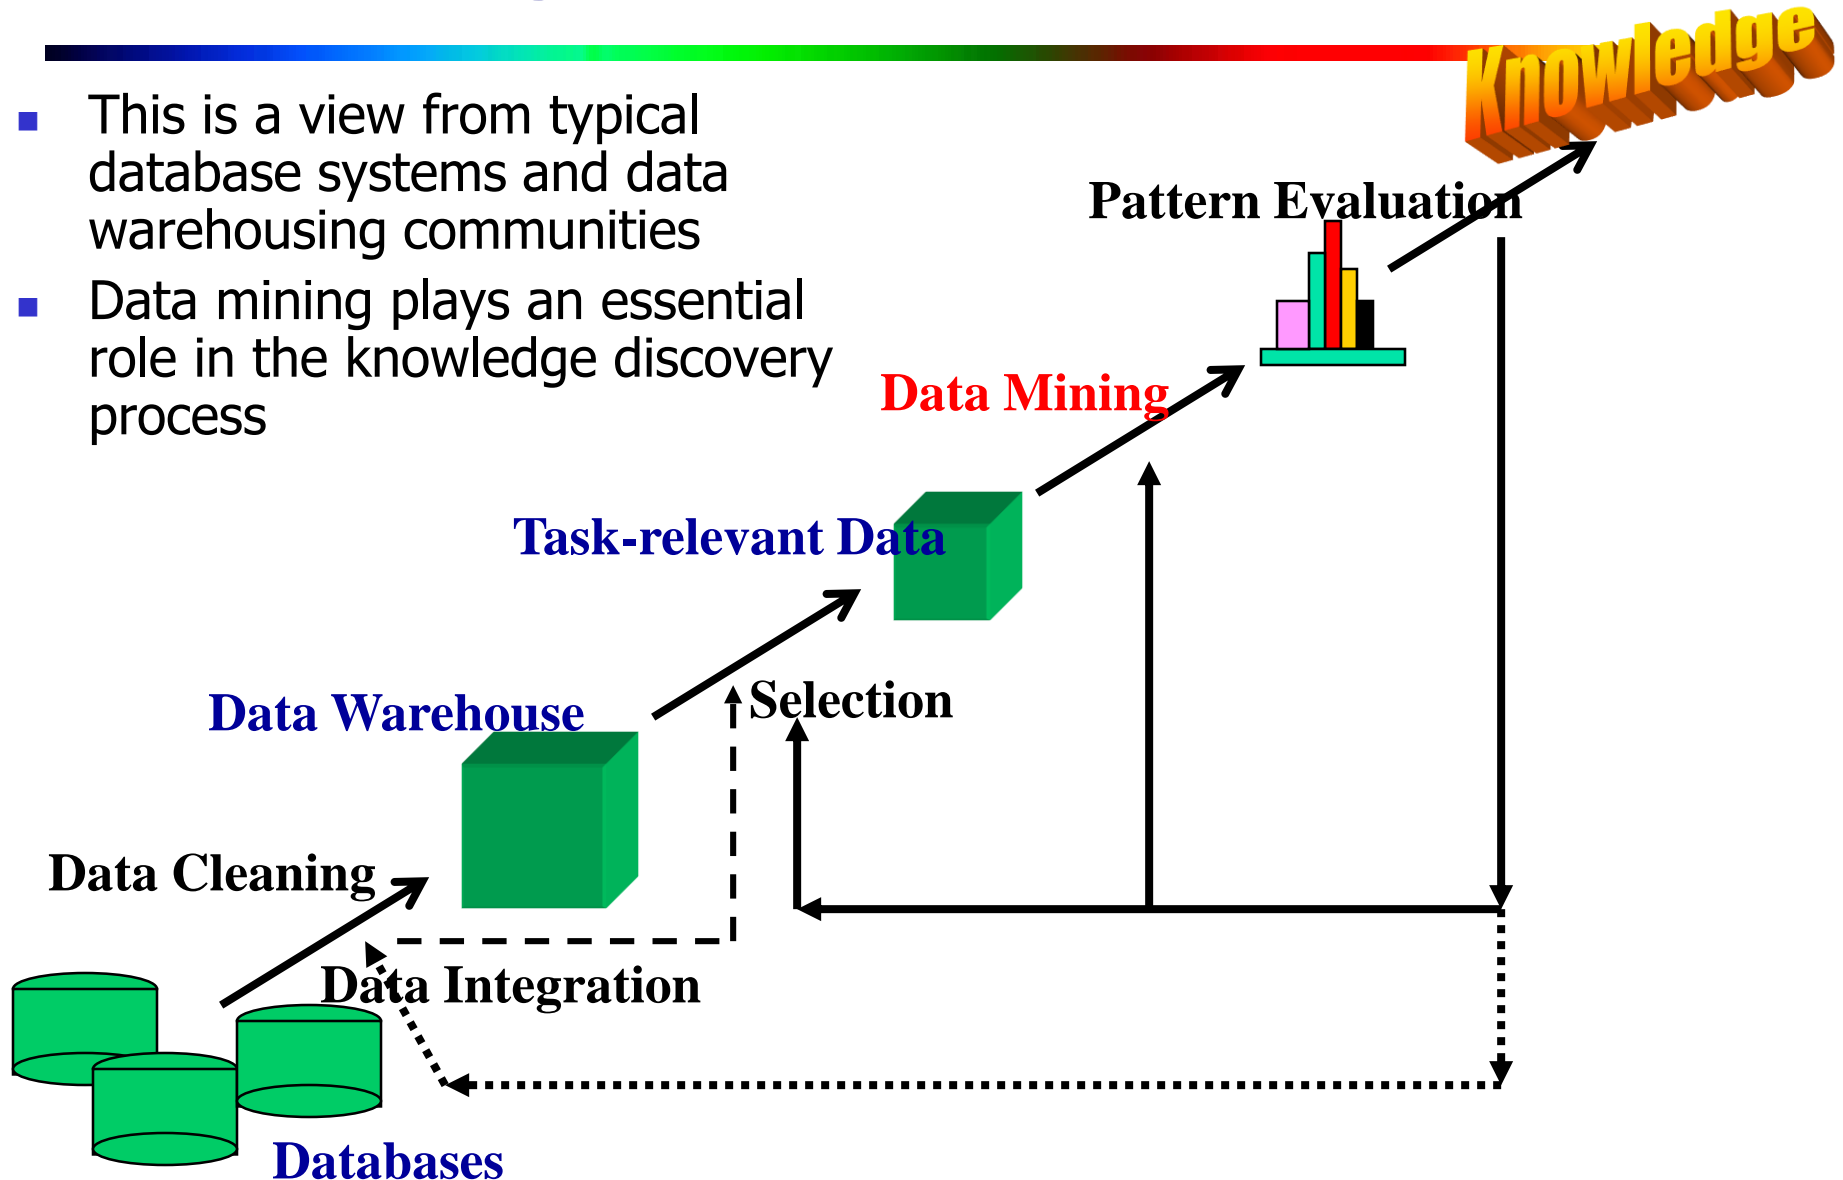 Knowledge
This is a view from typical
database systems and data
warehousing communities
Data mining plays an essential
role in the knowledge discovery
process
Pattern Evaluation
Data Mining
Task-relevant Data
Selection
Data Warehouse
Data Cleaning
Data Integration
Databases